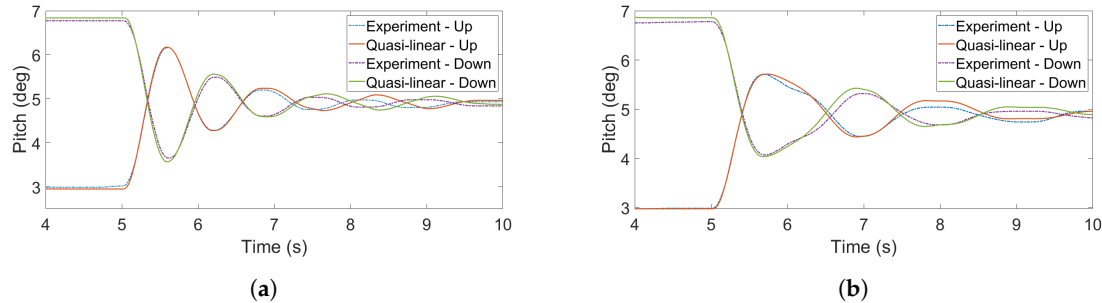 7
6
5
4
3
Pitch (deg)
4 5 6 7 8 9 10
Time (s)
Experiment - Up
Quasi-linear - Up
Experiment - Down
Quasi-linear - Down
(a)
7
6
5
4
3
Pitch (deg)
4 5 6 7 8 9 10
Time (s)
Experiment - Up
Quasi-linear - Up
Experiment - Down
Quasi-linear - Down
(b)